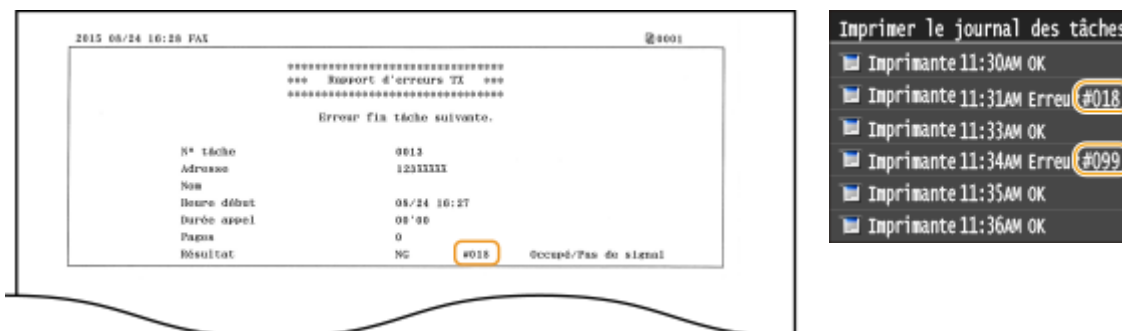 2015 08/24 16:28 FAX 0001
********************************
*** Rapport d'erreurs TX ***
********************************
Erreur fin tâche suivante.
N° tâche 0013
Adresse 123XXXXX
Nom
Heure début 08/24 16:27
Durée appel 00'00
Pages 0
Résultat NG #018 Occupé/Pas de signal
Imprimer le journal des tâches
Imprimante 11:30AM OK
Imprimante 11:31AM Erreu #018
Imprimante 11:33AM OK
Imprimante 11:34AM Erreu #099
Imprimante 11:35AM OK
Imprimante 11:36AM OK